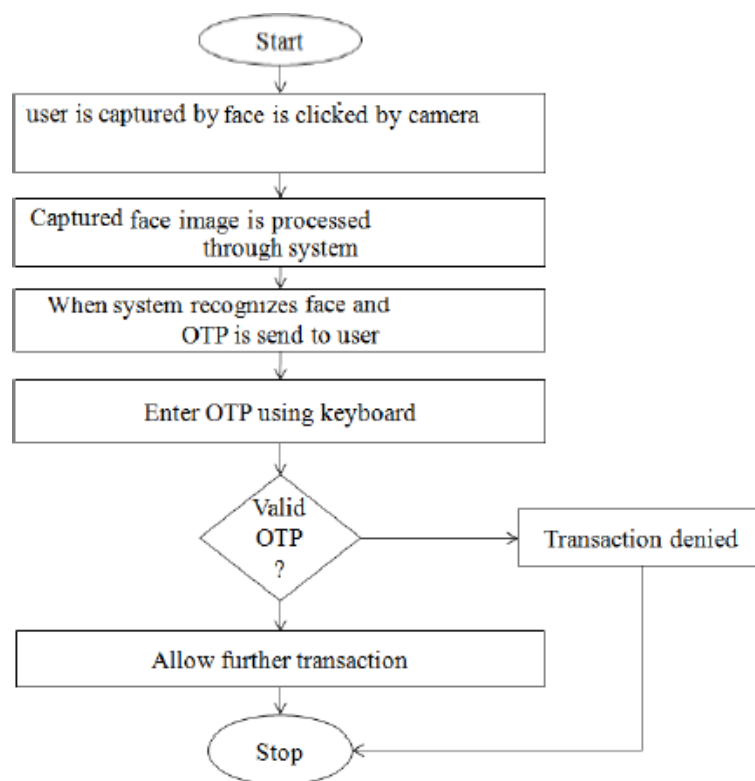 Start
user is captured by face is clicked by camera
Captured face image is processed
through system
When system recognizes face and
OTP is send to user
Enter OTP using keyboard
Valid
OTP
?
Transaction denied
Allow further transaction
Stop